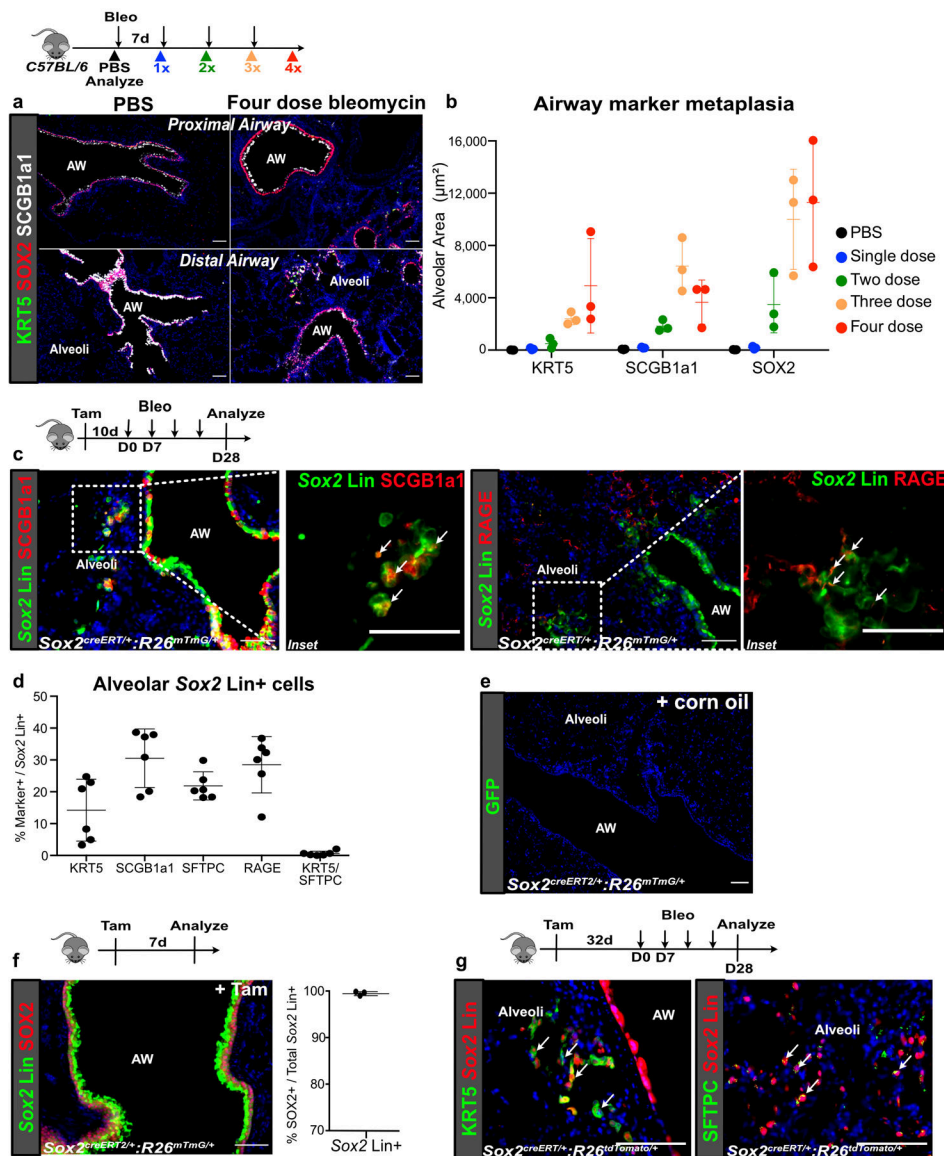 Bleo
7d
C57BL/6
PBS
Analyze
1x
2x
3x
4x
a
PBS
Four dose bleomycin
KRT5 SOX2 SCGB1a1
Proximal Airway
AW
AW
Distal Airway
Alveoli
AW
Alveoli
AW
b
Airway marker metaplasia
Alveolar Area (µm²)
16,000
12,000
8,000
4,000
0
KRT5
SCGB1a1
SOX2
PBS
Single dose
Two dose
Three dose
Four dose
Tam
Bleo
Analyze
10d
D0
D7
D28
c
Sox2 Lin SCGB1a1
AW
Alveoli
Sox2creERT/+:R26mTmG/+
Sox2 Lin SCGB1a1
Inset
Sox2 Lin RAGE
Alveoli
AW
Sox2creERT/+:R26mTmG/+
Sox2 Lin RAGE
Inset
d
Alveolar Sox2 Lin+ cells
% Marker+ / Sox2 Lin+
50
40
30
20
10
0
KRT5
SCGB1a1
SFTPC
RAGE
KRT5/
SFTPC
e
GFP
+ corn oil
Alveoli
AW
Sox2creERT2/+:R26mTmG/+
Tam
Analyze
7d
f
Sox2 Lin SOX2
+ Tam
AW
Sox2creERT2/+:R26mTmG/+
% SOX2+ / Total Sox2 Lin+
100
90
80
70
Sox2 Lin+
Tam
Bleo
Analyze
32d
D0
D7
D28
g
KRT5 Sox2 Lin
Alveoli
AW
Sox2creERT/+:R26tdTomato/+
SFTPC Sox2 Lin
Alveoli
Sox2creERT/+:R26tdTomato/+